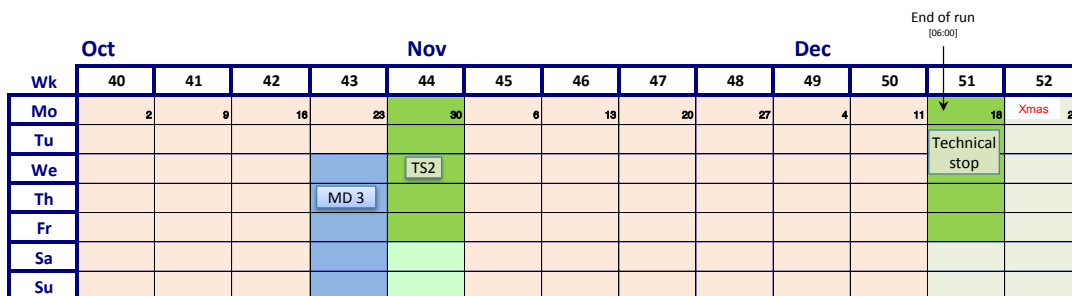 End of run
[06:00]
Oct Nov Dec
Wk 40 41 42 43 44 45 46 47 48 49 50 51 52
Mo 2 9 16 23 30 6 13 20 27 4 11 18 Xmas
Tu
Technical
stop
We TS2
Th MD 3
Fr
Sa
Su